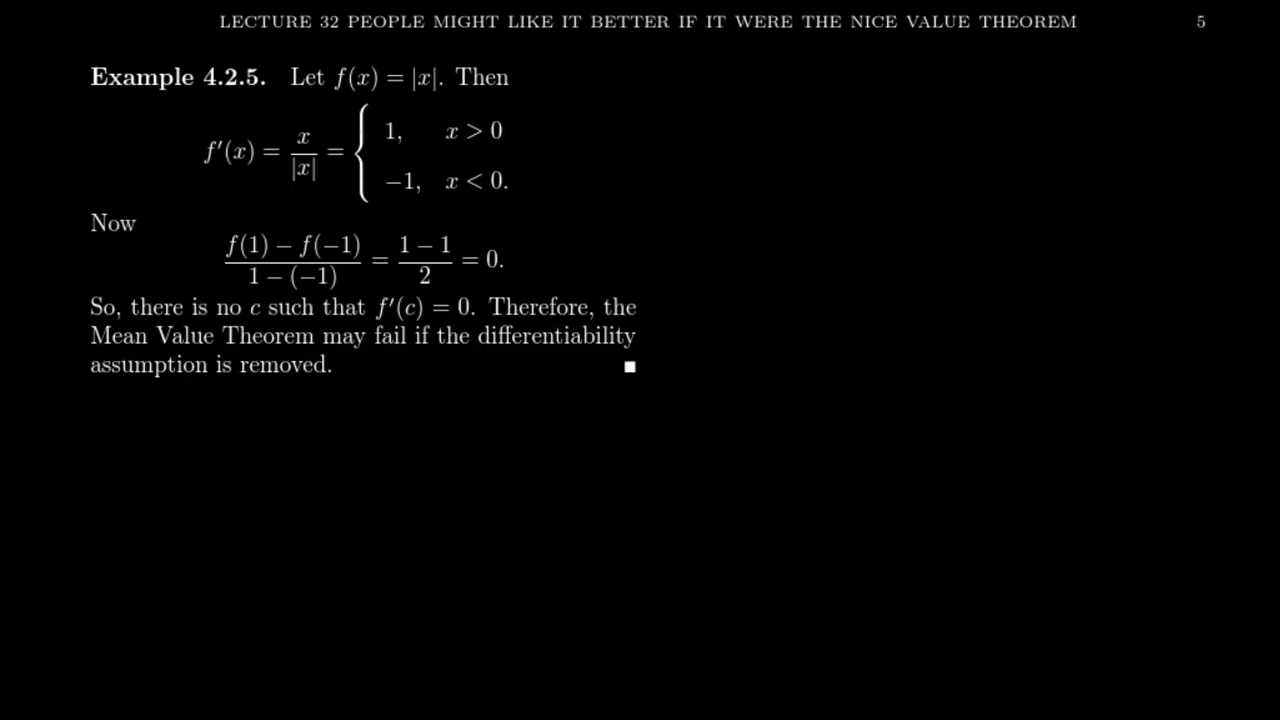 LECTURE 32 PEOPLE MIGHT LIKE IT BETTER IF IT WERE THE NICE VALUE THEOREM 5
Example 4.2.5. Let f(x) = |x|. Then
f′(x) = x/|x| = { 1, x > 0
−1, x < 0.
Now
f(1) − f(−1) / 1 − (−1) = 1 − 1 / 2 = 0.
So, there is no c such that f′(c) = 0. Therefore, the
Mean Value Theorem may fail if the differentiability
assumption is removed. ■